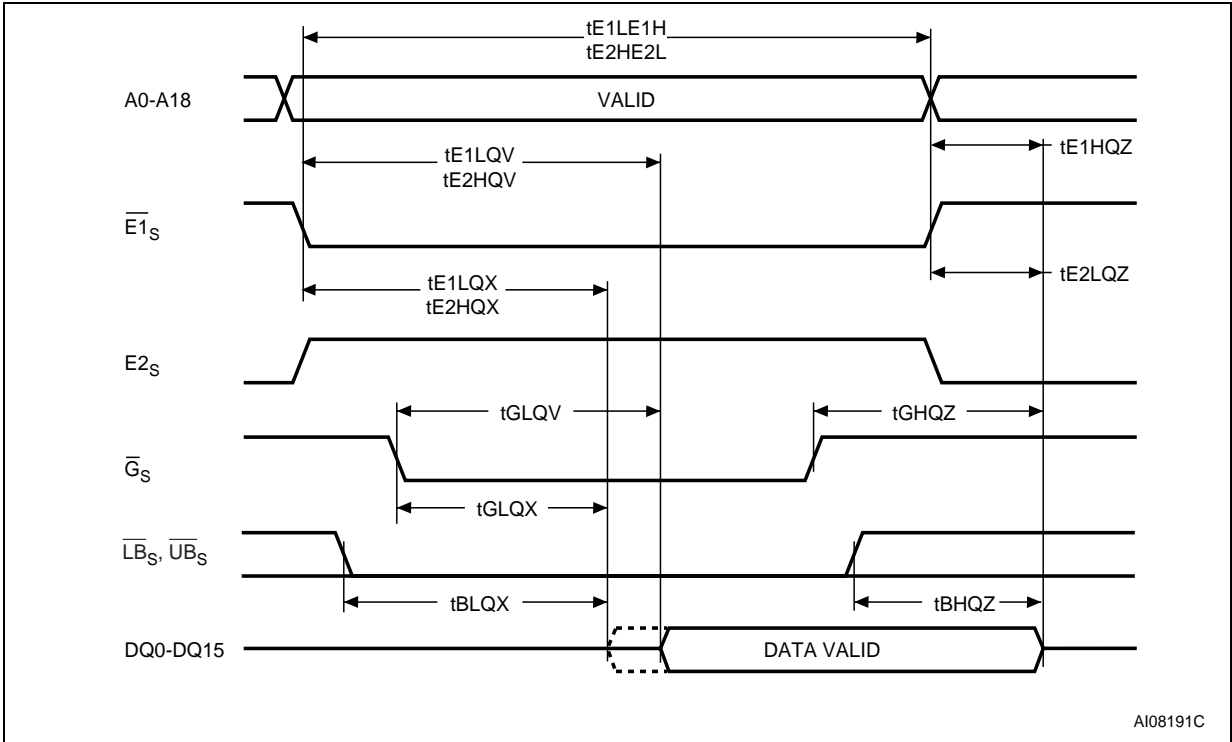 tE1LE1H
tE2HE2L
A0-A18
VALID
tE1HQZ
tE1LQV
tE2HQV
E1S
tE2LQZ
tE1LQX
tE2HQX
E2S
tGLQV
tGHQZ
GS
tGLQX
LBS, UBS
tBLQX
tBHQZ
DQ0-DQ15
DATA VALID
AI08191C